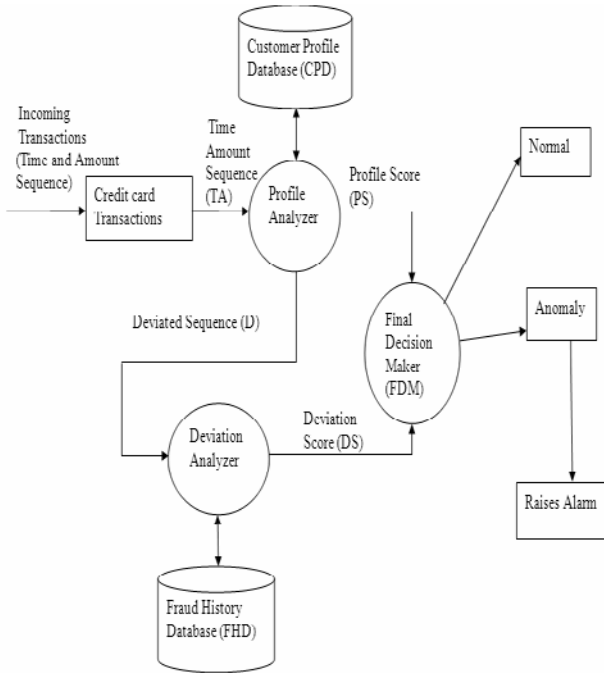 Customer Profile
Database (CPD)
Incoming
Transactions
(Time and Amount
Sequence)
Time
Amount
Sequence
(TA)
Credit card
Transactions
Profile
Analyzer
Profile Score
(PS)
Normal
Deviated Sequence (D)
Final
Decision
Maker
(FDM)
Anomaly
Deviation
Analyzer
Deviation
Score (DS)
Raises Alarm
Fraud History
Database (FHD)